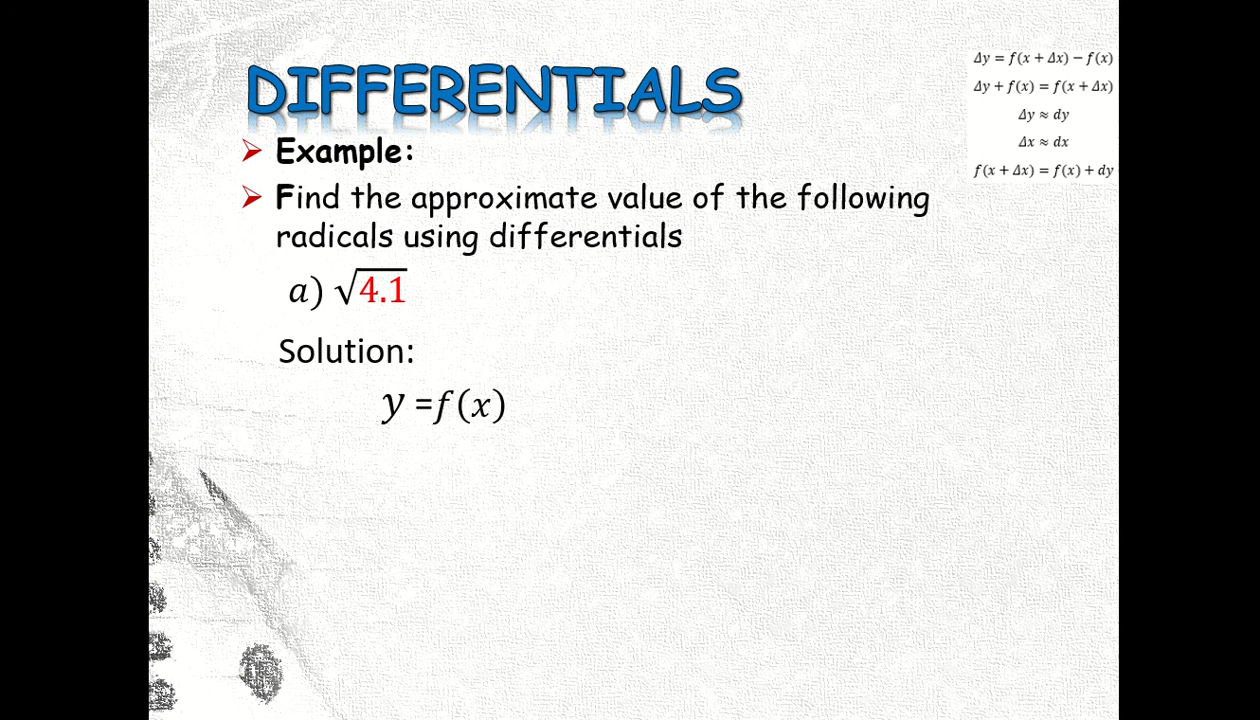 DIFFERENTIALS
Δy = f(x + Δx) − f(x)
Δy + f(x) = f(x + Δx)
Δy ≈ dy
Δx ≈ dx
f(x + Δx) = f(x) + dy
➢ Example:
➢ Find the approximate value of the following
radicals using differentials
a) √4.1
Solution:
y =f(x)